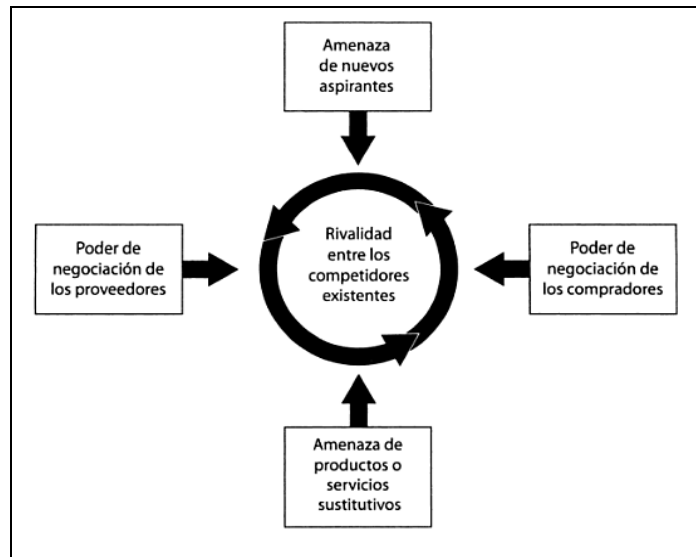 Amenaza
de nuevos
aspirantes
Poder de
negociación de
los proveedores
Rivalidad
entre los
competidores
existentes
Poder de
negociación de
los compradores
Amenaza de
productos o
servicios
sustitutivos